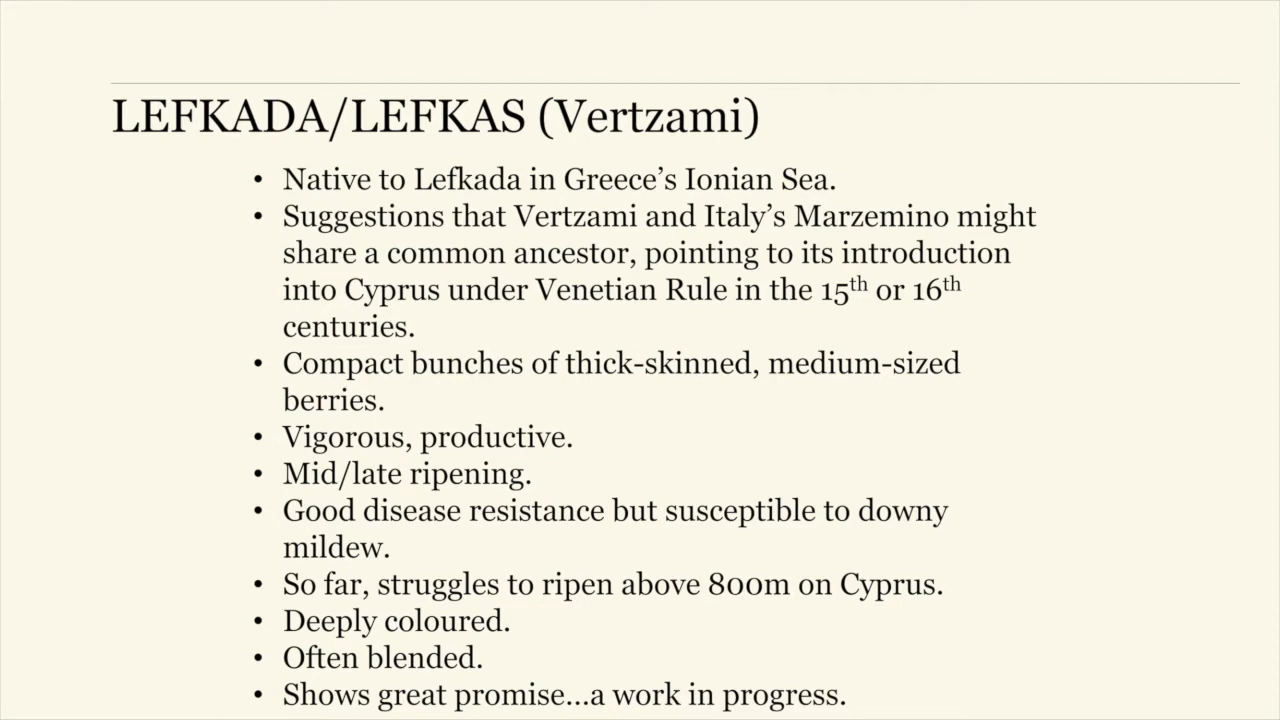 LEFKADA/LEFKAS (Vertzami)
• Native to Lefkada in Greece’s Ionian Sea.
• Suggestions that Vertzami and Italy’s Marzemino might
share a common ancestor, pointing to its introduction
into Cyprus under Venetian Rule in the 15th or 16th
centuries.
• Compact bunches of thick-skinned, medium-sized
berries.
• Vigorous, productive.
• Mid/late ripening.
• Good disease resistance but susceptible to downy
mildew.
• So far, struggles to ripen above 800m on Cyprus.
• Deeply coloured.
• Often blended.
• Shows great promise...a work in progress.